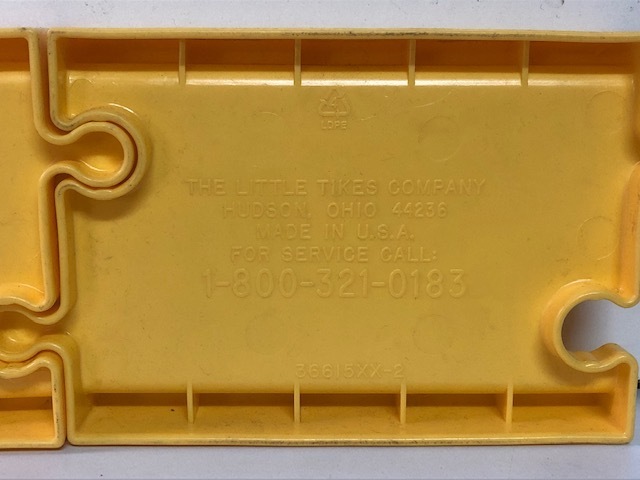 LDPE
THE LITTLE TIKES COMPANY
HUDSON, OHIO 44236
MADE IN U.S.A.
FOR SERVICE CALL:
1-800-321-0183
36615XX-2